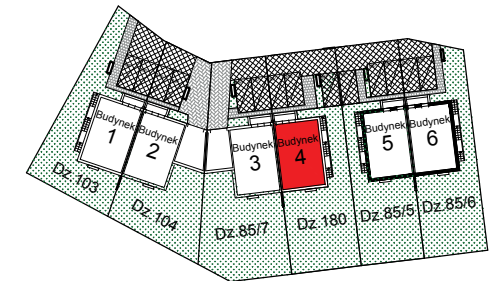 Budynek
1
Budynek
2
Budynek
3
Budynek
4
Budynek
5
Budynek
6
Dz.103
Dz.104
Dz.85/7
Dz.180
Dz.85/5
Dz.85/6